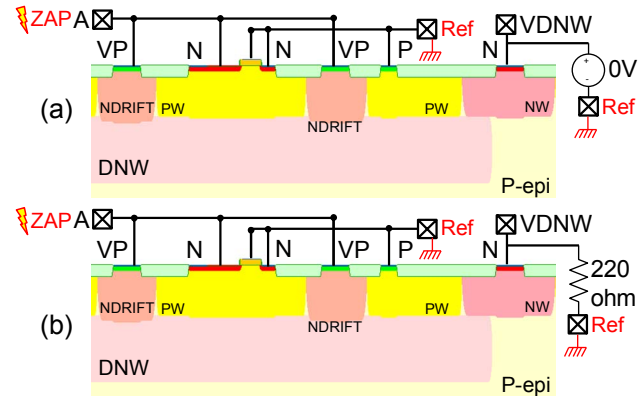 ZAP A Ref VDNW
VP N N VP P N
0V
Ref
(a) NDRIFT PW NDRIFT PW NW
DNW
P-epi
ZAP A Ref VDNW
VP N N VP P N
220
ohm
Ref
(b) NDRIFT PW NDRIFT PW NW
DNW
P-epi